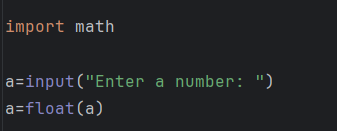 import math
a=input("Enter a number: ")
a=float(a)